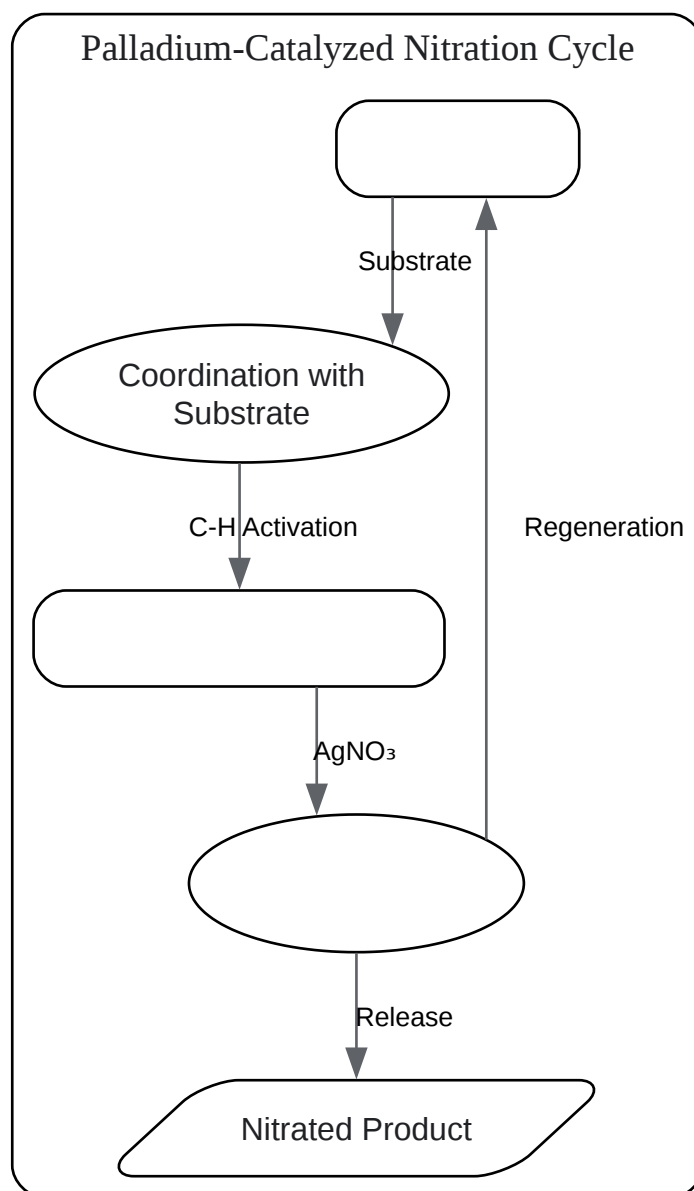 Palladium-Catalyzed Nitration Cycle
Substrate
Coordination with
Substrate
C-H Activation
Regeneration
AgNO₃
Release
Nitrated Product